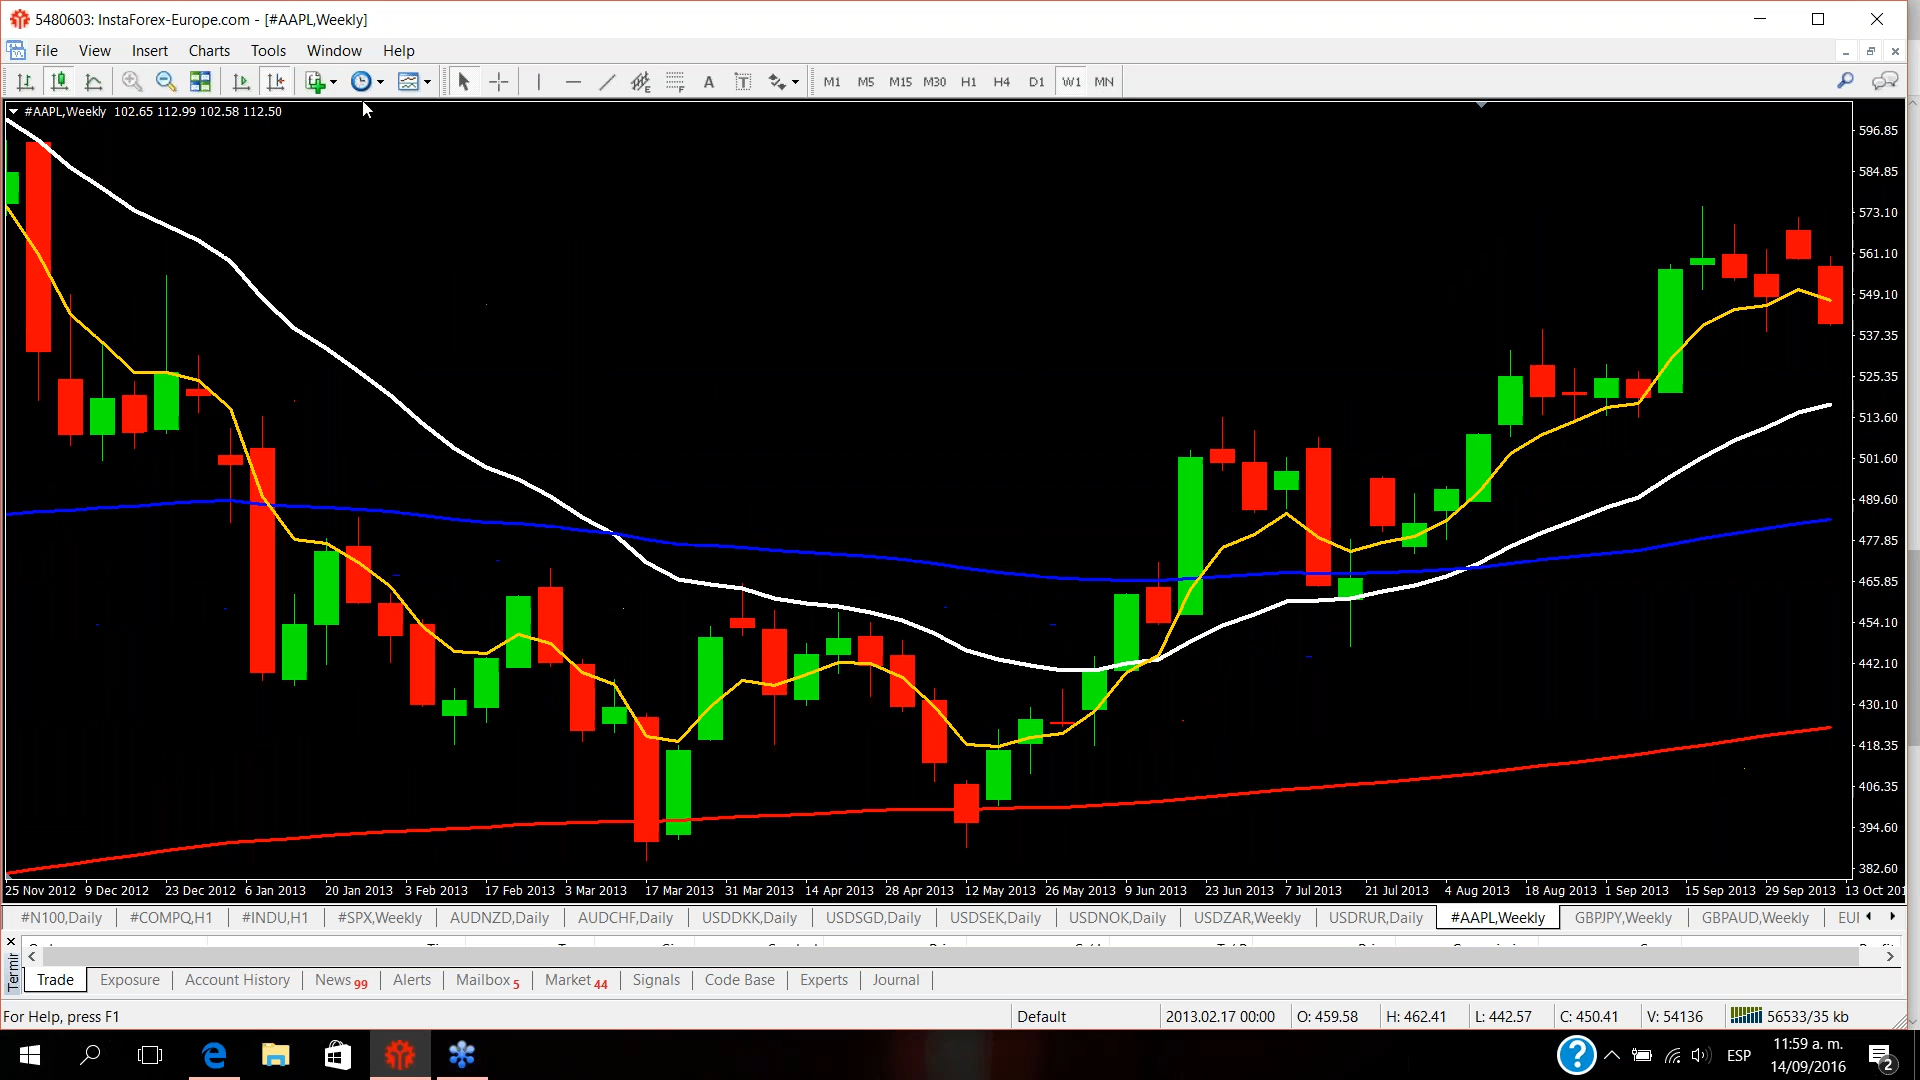 5480603: InstaForex-Europe.com - [#AAPL,Weekly]
File View Insert Charts Tools Window Help
A T M1 M5 M15 M30 H1 H4 D1 W1 MN
#AAPL,Weekly 102.65 112.99 102.58 112.50
596.85
584.85
573.10
561.10
549.10
537.35
525.35
513.60
501.60
489.60
477.85
465.85
454.10
442.10
430.10
418.35
406.35
394.60
382.60
25 Nov 2012 9 Dec 2012 23 Dec 2012 6 Jan 2013 20 Jan 2013 3 Feb 2013 17 Feb 2013 3 Mar 2013 17 Mar 2013 31 Mar 2013 14 Apr 2013 28 Apr 2013 12 May 2013 26 May 2013 9 Jun 2013 23 Jun 2013 7 Jul 2013 21 Jul 2013 4 Aug 2013 18 Aug 2013 1 Sep 2013 15 Sep 2013 29 Sep 2013 13 Oct 201
#N100,Daily #COMPQ,H1 #INDU,H1 #SPX,Weekly AUDNZD,Daily AUDCHF,Daily USDDKK,Daily USDSGD,Daily USDSEK,Daily USDNOK,Daily USDZAR,Weekly USDRUR,Daily #AAPL,Weekly GBPJPY,Weekly GBPAUD,Weekly EUI
Termir
Trade Exposure Account History News 99 Alerts Mailbox 5 Market 44 Signals Code Base Experts Journal
For Help, press F1 Default 2013.02.17 00:00 O: 459.58 H: 462.41 L: 442.57 C: 450.41 V: 54136 56533/35 kb
ESP 11:59 a. m.
14/09/2016 2